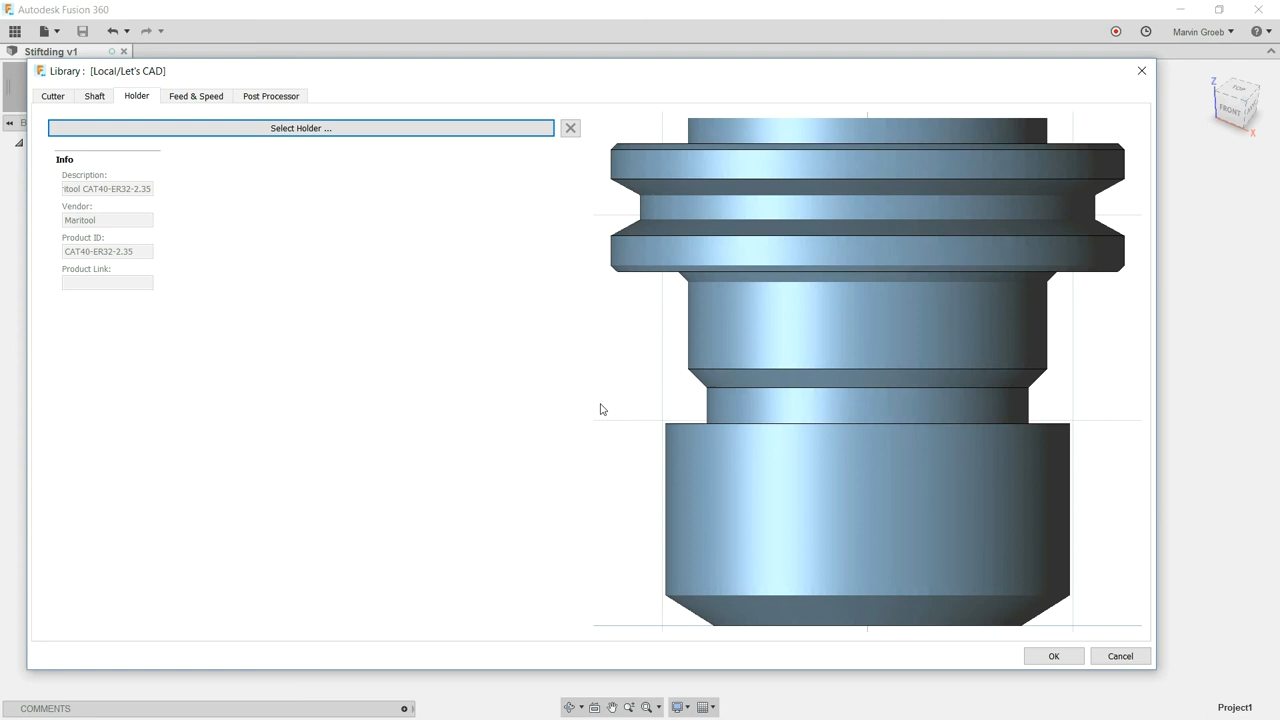 Autodesk Fusion 360
Marvin Groeb
Stiftding v1
Library : [Local/Let's CAD]
Cutter Shaft Holder Feed & Speed Post Processor
Select Holder ...
Info
Description:
itool CAT40-ER32-2.35
Vendor:
Maritool
Product ID:
CAT40-ER32-2.35
Product Link:
OK Cancel
TOP
FRONT
Z
X
B
COMMENTS
Project1